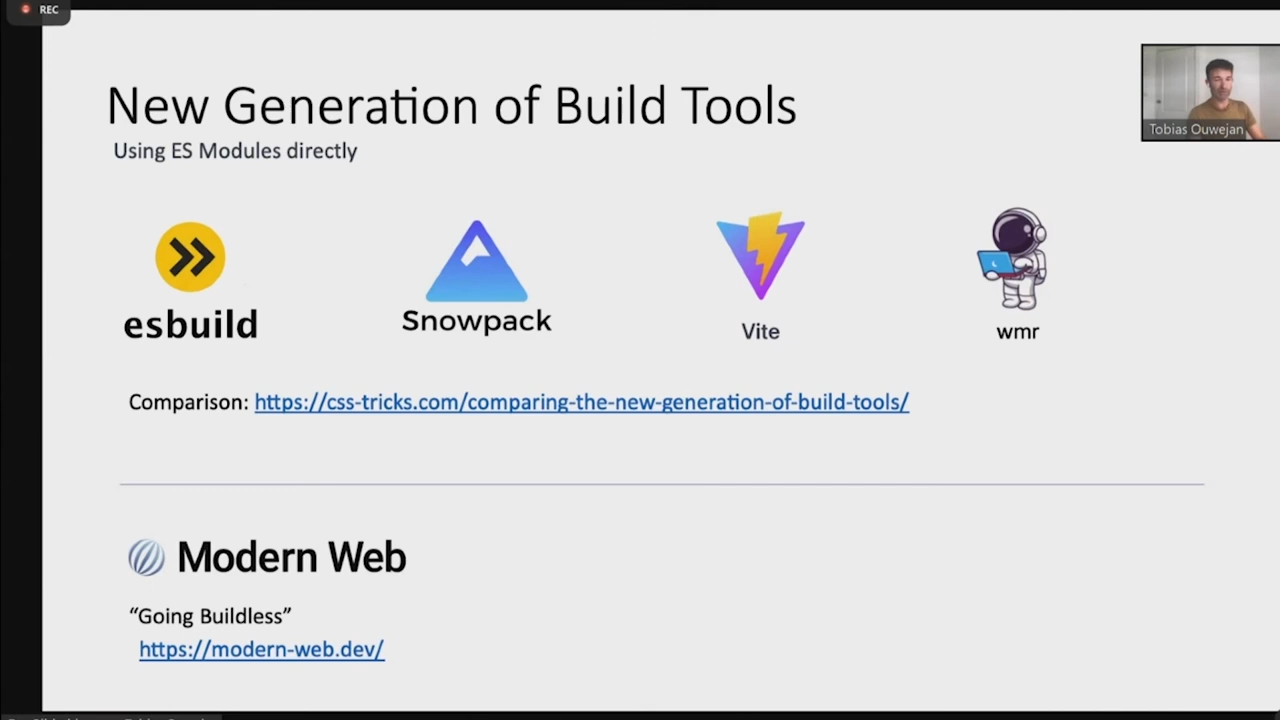 REC
New Generation of Build Tools
Using ES Modules directly
Tobias Ouwejan
esbuild
Snowpack
Vite
wmr
Comparison: https://css-tricks.com/comparing-the-new-generation-of-build-tools/
Modern Web
“Going Buildless”
https://modern-web.dev/